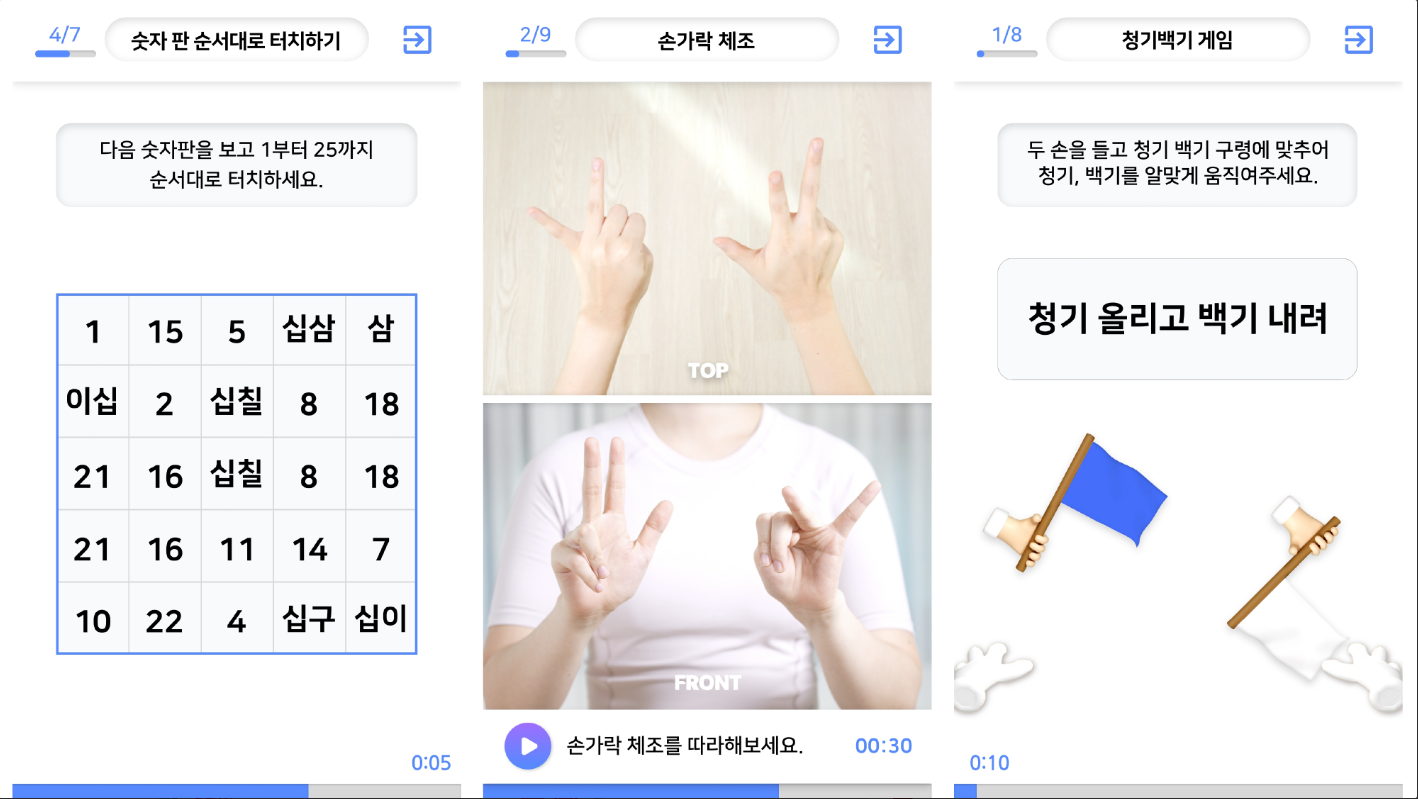 4/7
숫자 판 순서대로 터치하기
다음 숫자판을 보고 1부터 25까지
순서대로 터치하세요.
1 15 5 십삼 삼
이십 2 십칠 8 18
21 16 십칠 8 18
21 16 11 14 7
10 22 4 십구 십이
0:05
2/9
손가락 체조
TOP
FRONT
손가락 체조를 따라해보세요.
00:30
1/8
청기백기 게임
두 손을 들고 청기 백기 구령에 맞추어
청기, 백기를 알맞게 움직여주세요.
청기 올리고 백기 내려
0:10